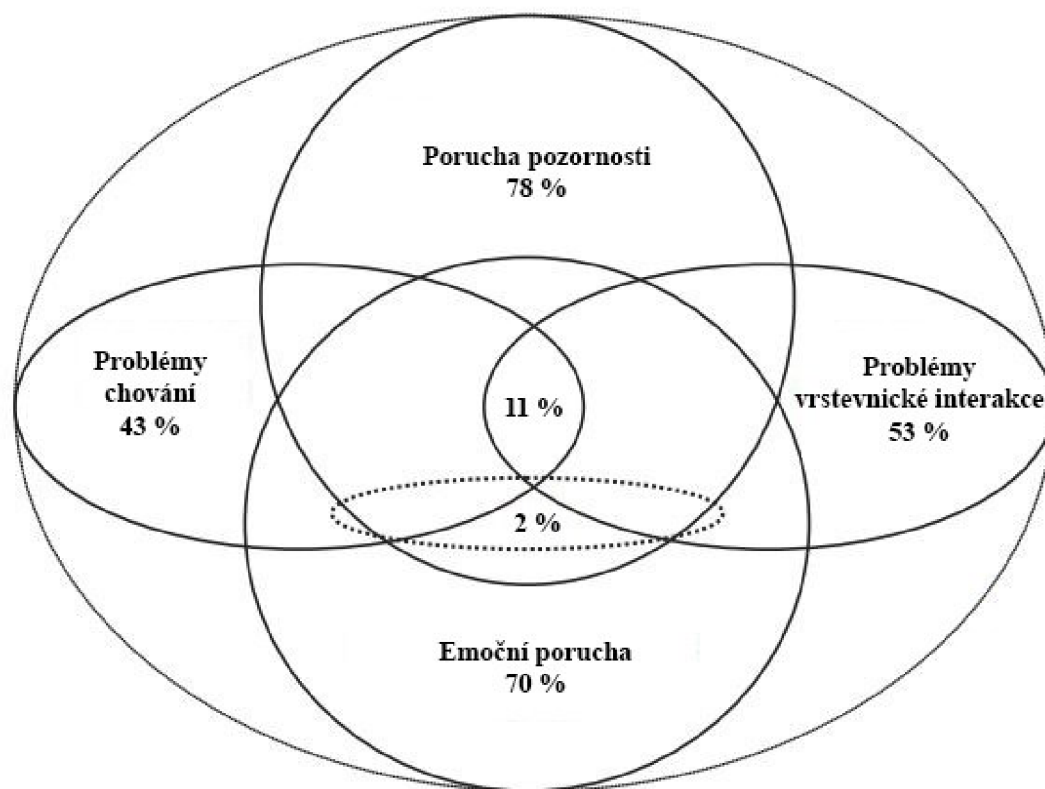 Porucha pozornosti
78 %
Problémy
chování
43 %
11 %
Problémy
vrstevnické interakce
53 %
2 %
Emoční porucha
70 %